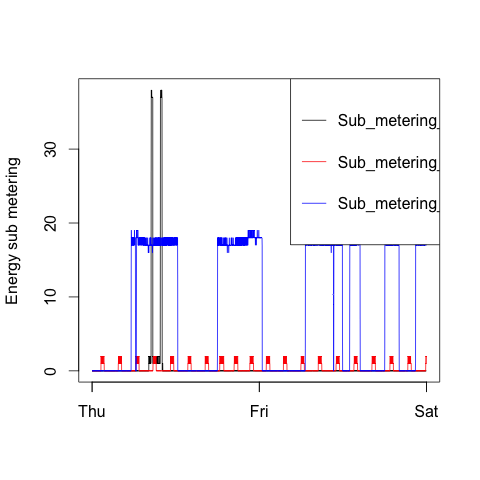 Energy sub metering
30
20
10
0
Sub_metering_
Sub_metering_
Sub_metering_
Thu Fri Sat